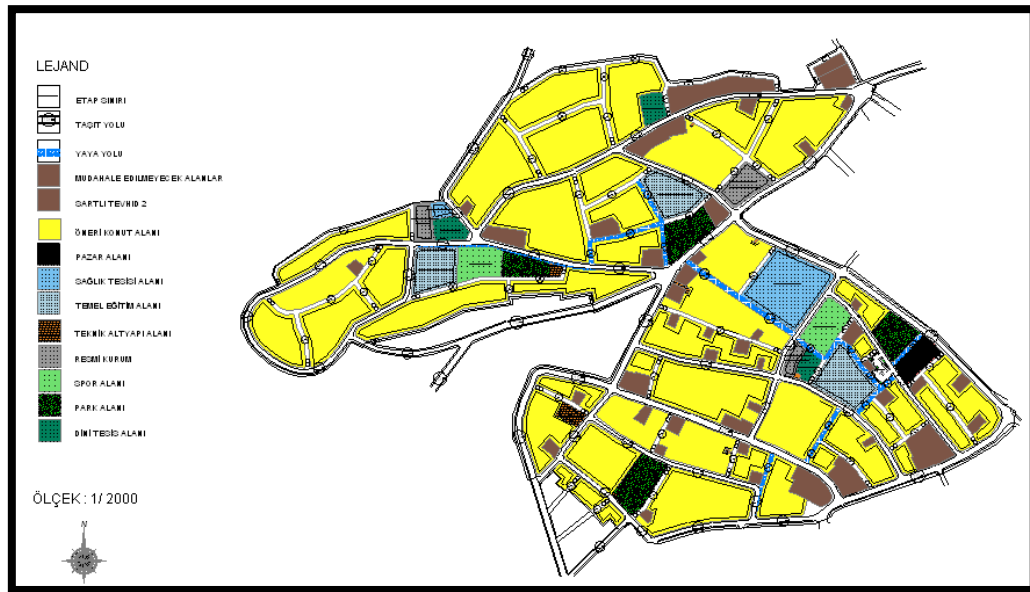 LEJAND
ETAP SINIRI
TAŞIT YOLU
YAYA YOLU
MUDAHALE EDILMEYECEK ALANLAR
SARTLI TEVHID 2
ÖNERİ KONUT ALANI
PAZAR ALANI
SAĞLIK TESİSİ ALANI
TEMEL EĞİTİM ALANI
TEKNİK ALTYAPI ALANI
RESMİ KURUM
SPOR ALANI
PARK ALANI
DİNİ TESİS ALANI
ÖLÇEK : 1/ 2000
N